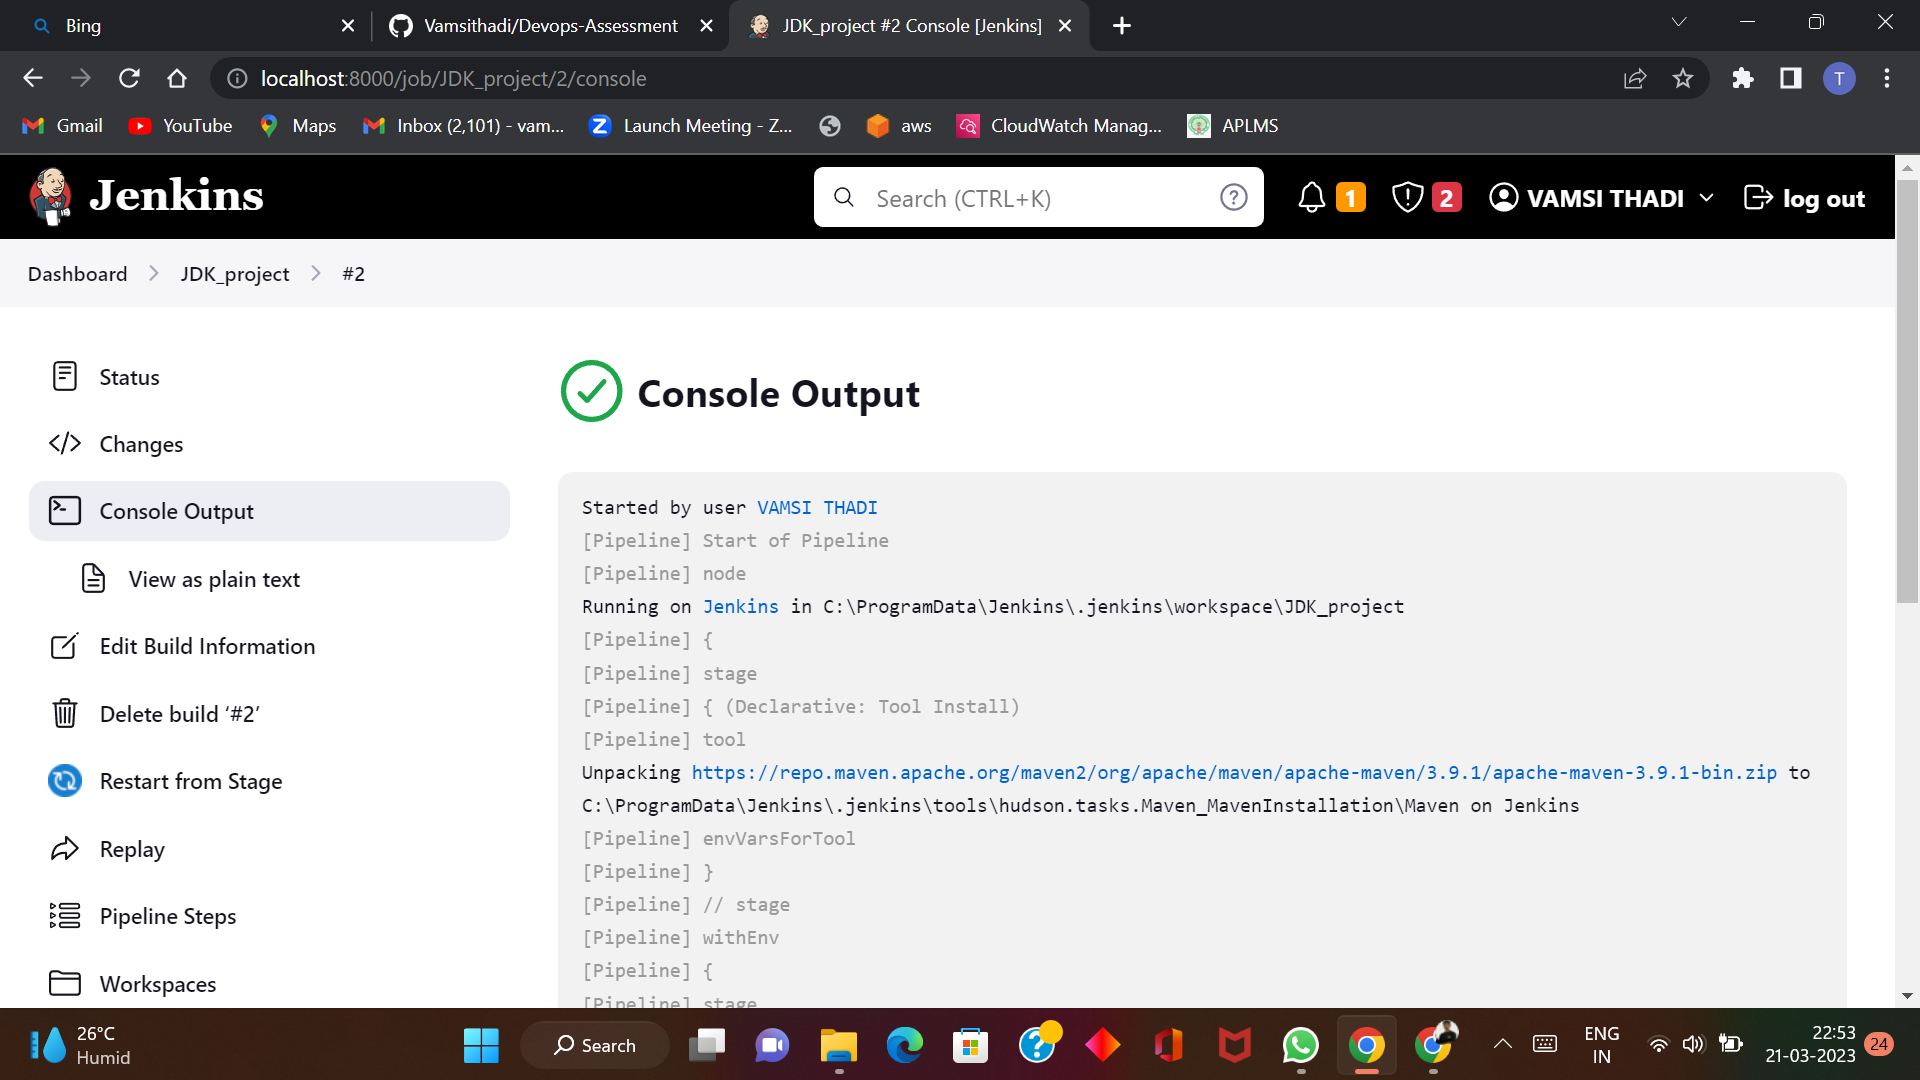 Bing
Vamsithadi/Devops-Assessment
JDK_project #2 Console [Jenkins]
localhost:8000/job/JDK_project/2/console
T
Gmail
YouTube
Maps
Inbox (2,101) - vam...
Launch Meeting - Z...
aws
CloudWatch Manag...
APLMS
Jenkins
Search (CTRL+K)
1
2
VAMSI THADI
log out
Dashboard
JDK_project
#2
Status
Changes
Console Output
View as plain text
Edit Build Information
Delete build ‘#2’
Restart from Stage
Replay
Pipeline Steps
Workspaces
Console Output
Started by user VAMSI THADI
[Pipeline] Start of Pipeline
[Pipeline] node
Running on Jenkins in C:\ProgramData\Jenkins\.jenkins\workspace\JDK_project
[Pipeline] {
[Pipeline] stage
[Pipeline] { (Declarative: Tool Install)
[Pipeline] tool
Unpacking https://repo.maven.apache.org/maven2/org/apache/maven/apache-maven/3.9.1/apache-maven-3.9.1-bin.zip to
C:\ProgramData\Jenkins\.jenkins\tools\hudson.tasks.Maven_MavenInstallation\Maven on Jenkins
[Pipeline] envVarsForTool
[Pipeline] }
[Pipeline] // stage
[Pipeline] withEnv
[Pipeline] {
[Pipeline] stage
26°C
Humid
Search
ENG
IN
22:53
21-03-2023
24